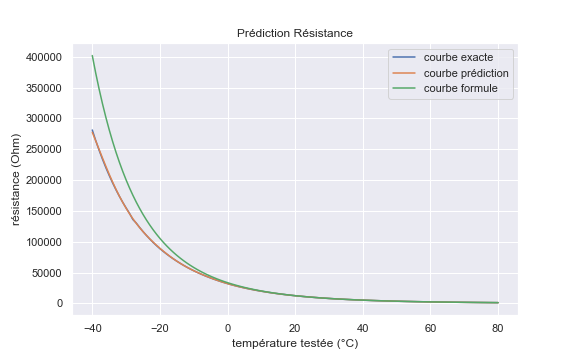 Prédiction Résistance
courbe exacte
courbe prédiction
courbe formule
résistance (Ohm)
400000
350000
300000
250000
200000
150000
100000
50000
0
−40
−20
0
20
40
60
80
température testée (°C)